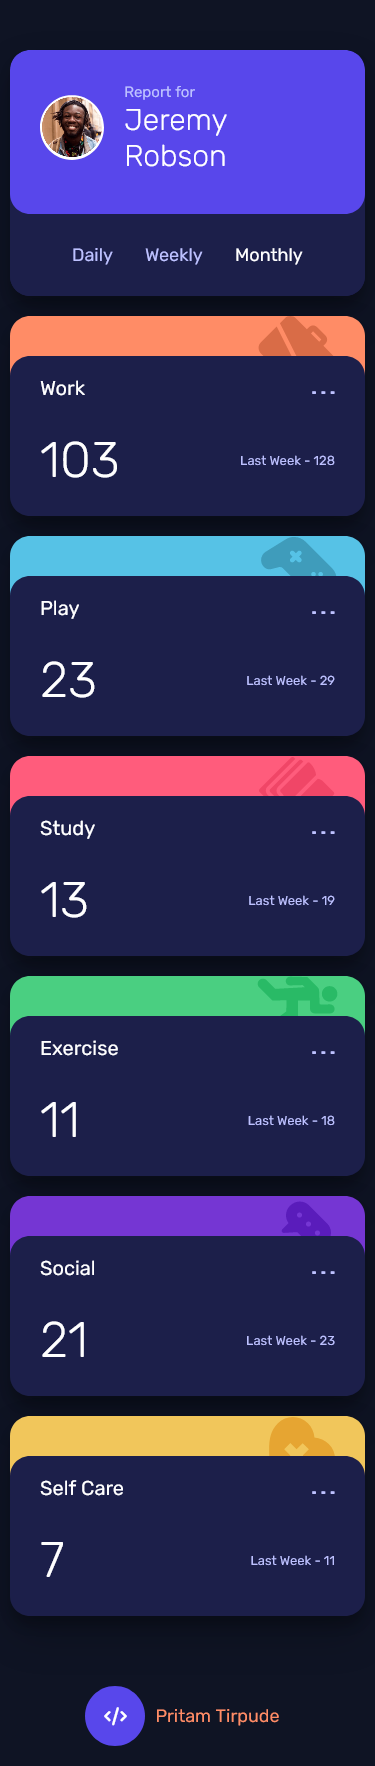 Report for
Jeremy
Robson
Daily Weekly Monthly
Work
103 Last Week - 128
Play
23 Last Week - 29
Study
13 Last Week - 19
Exercise
11 Last Week - 18
Social
21 Last Week - 23
Self Care
7 Last Week - 11
Pritam Tirpude